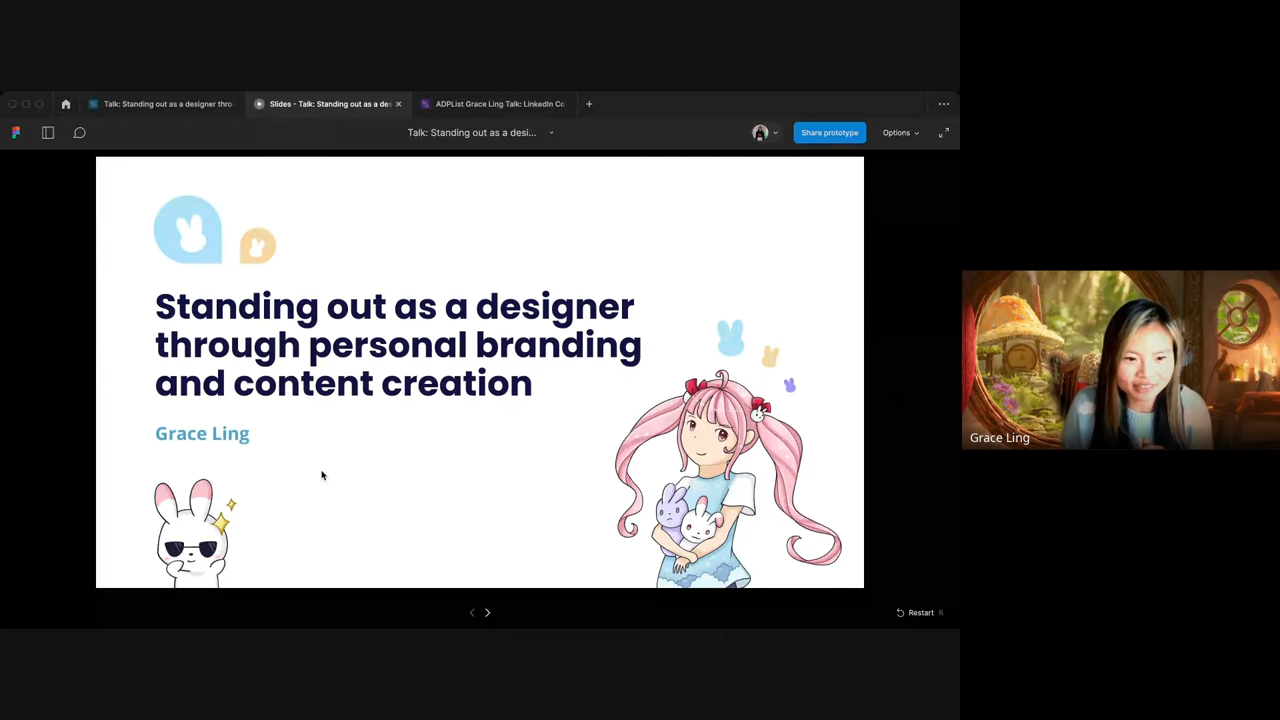 Talk: Standing out as a designer thro
Slides - Talk: Standing out as a des
ADPList Grace Ling Talk: LinkedIn Co
Talk: Standing out as a desi...
Share prototype
Options
Standing out as a designer
through personal branding
and content creation
Grace Ling
Grace Ling
Restart R